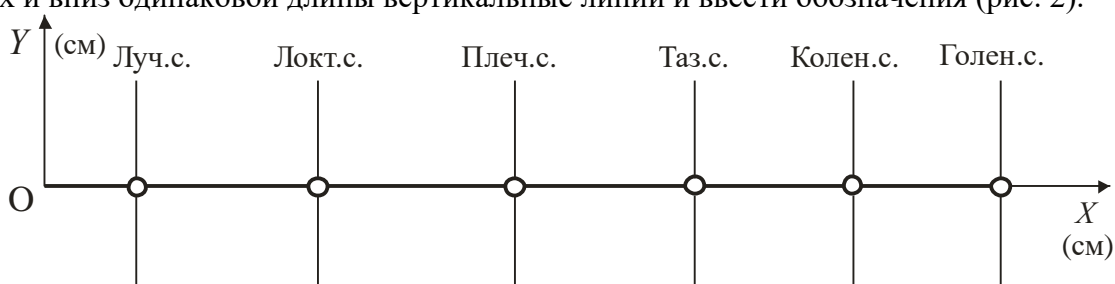 х и вниз одинаковой длины вертикальные линии и ввести обозначения (рис. 2).
Y (см) Луч.с. Локт.с. Плеч.с. Таз.с. Колен.с. Голен.с.
O
X
(см)